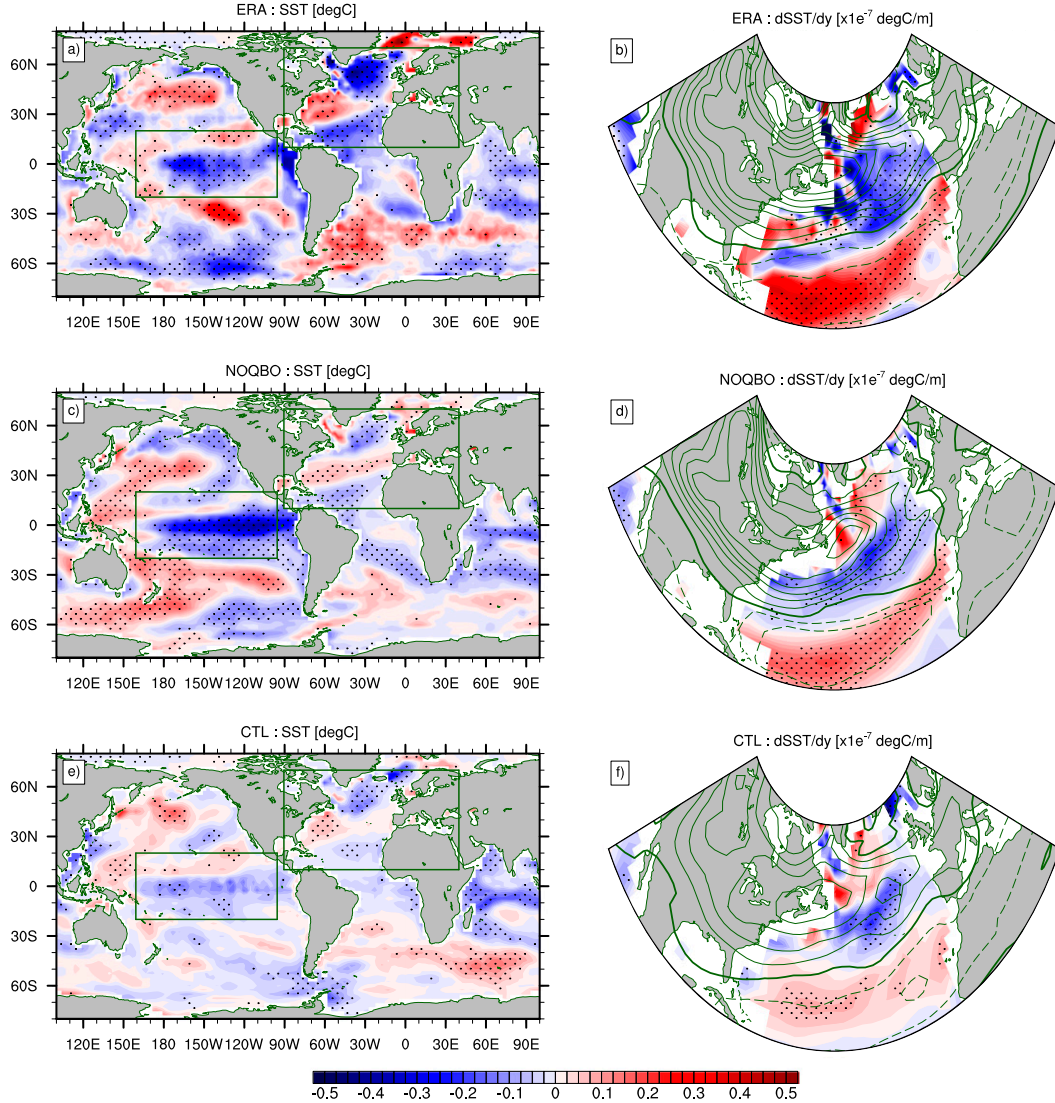 ERA : SST [degC]
a)
60N
30N
0
30S
60S
120E 150E 180 150W 120W 90W 60W 30W 0 30E 60E 90E
ERA : dSST/dy [x1e-7 degC/m]
b)
NOQBO : SST [degC]
c)
60N
30N
0
30S
60S
120E 150E 180 150W 120W 90W 60W 30W 0 30E 60E 90E
NOQBO : dSST/dy [x1e-7 degC/m]
d)
CTL : SST [degC]
e)
60N
30N
0
30S
60S
120E 150E 180 150W 120W 90W 60W 30W 0 30E 60E 90E
CTL : dSST/dy [x1e-7 degC/m]
f)
-0.5 -0.4 -0.3 -0.2 -0.1 0 0.1 0.2 0.3 0.4 0.5